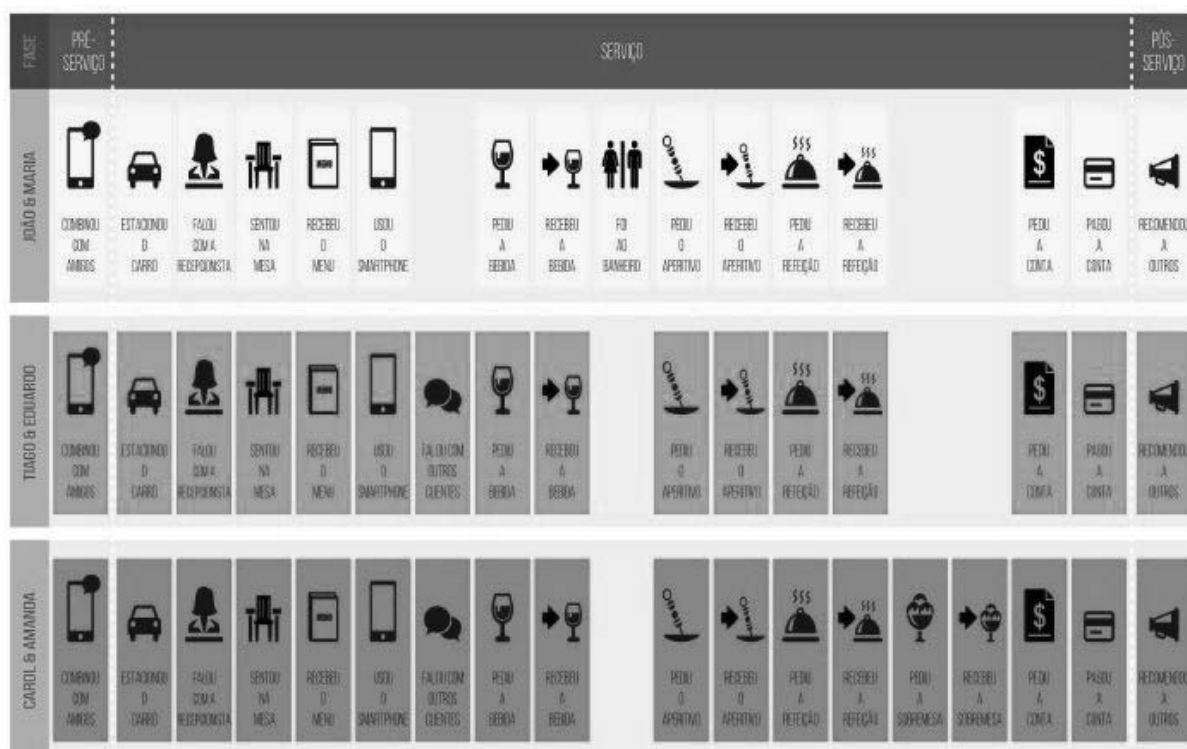 FASE
PRÉ-
SERVIÇO
SERVIÇO
PÓS-
SERVIÇO
JOÃO & MARIA
COMBINOU
COM
AMIGOS
ESTACIONOU
O
CARRO
FALOU
COM A
RECEPCIONISTA
SENTOU
NA
MESA
MENU
RECEBEU
O
MENU
USOU
O
SMARTPHONE
PEDIU
A
BEBIDA
RECEBEU
A
BEBIDA
FOI
AO
BANHEIRO
PEDIU
O
APERITIVO
RECEBEU
O
APERITIVO
PEDIU
A
REFEIÇÃO
RECEBEU
A
REFEIÇÃO
$
PEDIU
A
CONTA
PAGOU
A
CONTA
RECOMENDOU
A
OUTROS
TIAGO & EDUARDO
COMBINOU
COM
AMIGOS
ESTACIONOU
O
CARRO
FALOU
COM A
RECEPCIONISTA
SENTOU
NA
MESA
MENU
RECEBEU
O
MENU
USOU
O
SMARTPHONE
FALOU COM
OUTROS
CLIENTES
PEDIU
A
BEBIDA
RECEBEU
A
BEBIDA
PEDIU
O
APERITIVO
RECEBEU
O
APERITIVO
PEDIU
A
REFEIÇÃO
RECEBEU
A
REFEIÇÃO
$
PEDIU
A
CONTA
PAGOU
A
CONTA
RECOMENDOU
A
OUTROS
CAROL & AMANDA
COMBINOU
COM
AMIGOS
ESTACIONOU
O
CARRO
FALOU
COM A
RECEPCIONISTA
SENTOU
NA
MESA
MENU
RECEBEU
O
MENU
USOU
O
SMARTPHONE
FALOU COM
OUTROS
CLIENTES
PEDIU
A
BEBIDA
RECEBEU
A
BEBIDA
PEDIU
O
APERITIVO
RECEBEU
O
APERITIVO
PEDIU
A
REFEIÇÃO
RECEBEU
A
REFEIÇÃO
PEDIU
A
SOBREMESA
RECEBEU
A
SOBREMESA
$
PEDIU
A
CONTA
PAGOU
A
CONTA
RECOMENDOU
A
OUTROS